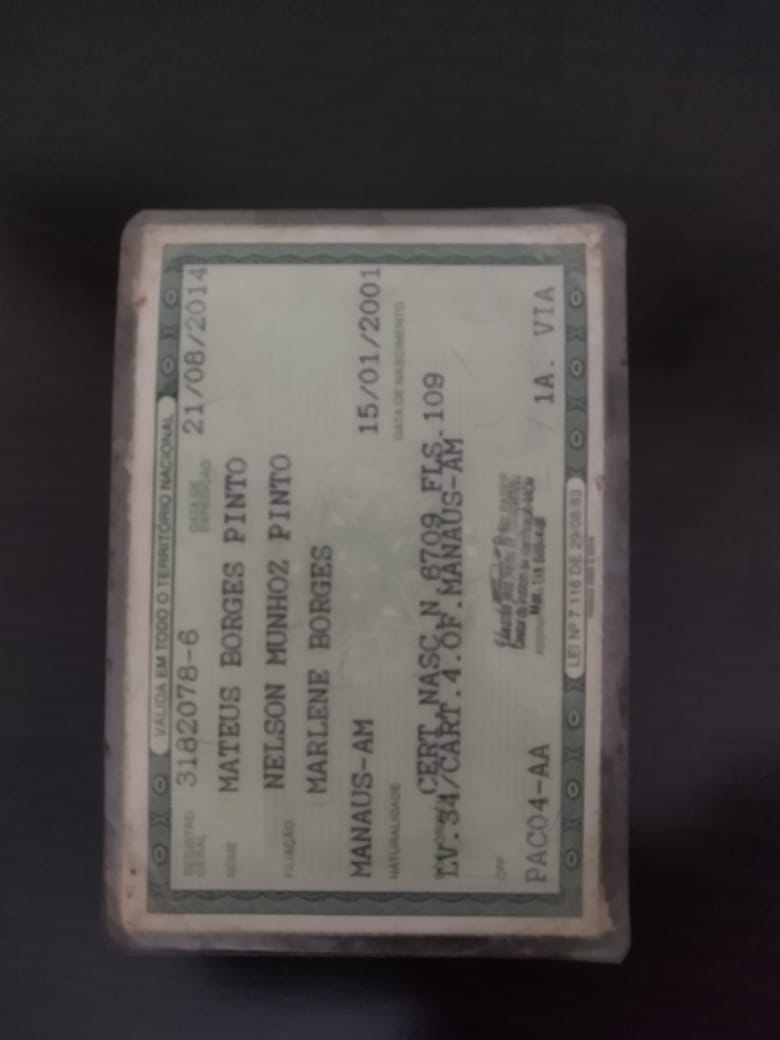 VÁLIDA EM TODO O TERRITÓRIO NACIONAL
REGISTRO GERAL 3182078-6 DATA DE EXPEDIÇÃO 21/08/2014
NOME MATEUS BORGES PINTO
FILIAÇÃO NELSON MUNHOZ PINTO
MARLENE BORGES
MANAUS-AM 15/01/2001
NATURALIDADE DATA DE NASCIMENTO
CERT.NASC.N 6709 FLS.109
LV.34/CART.4.OF.MANAUS-AM
CPF
PAC04-AA 1A. VIA
LEI Nº 7.116 DE 29/08/83